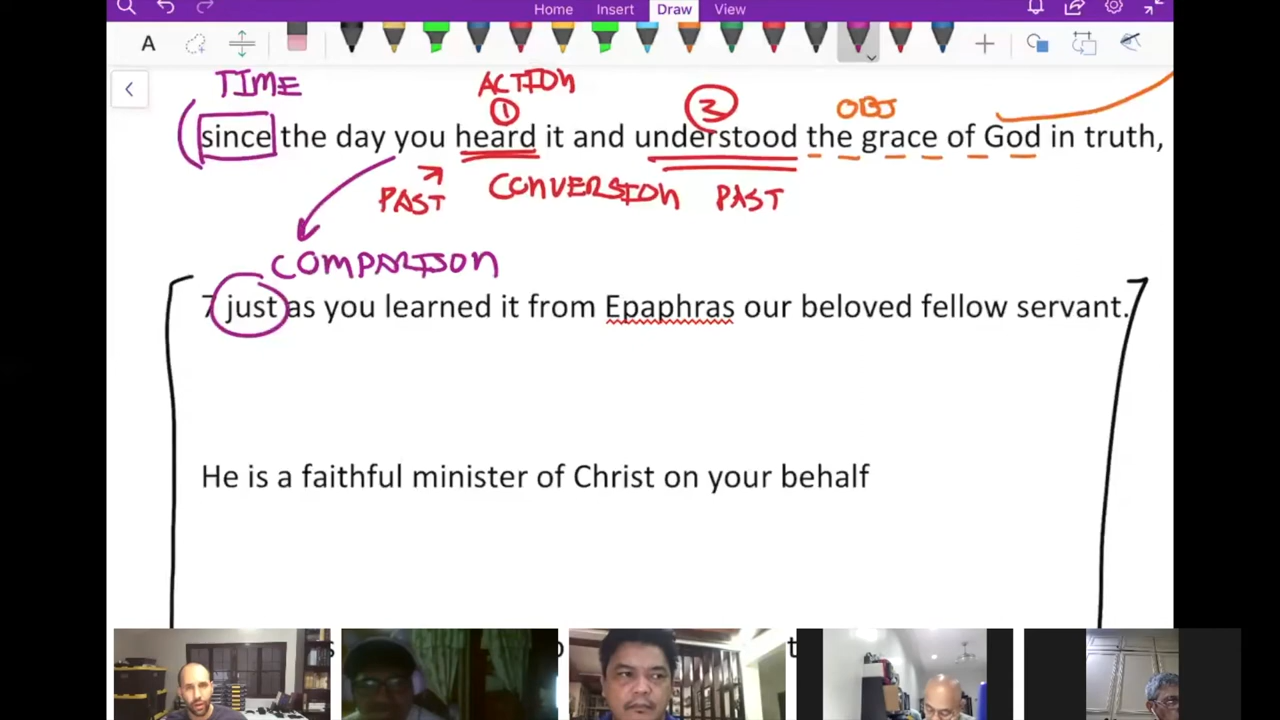 Home Insert Draw View
A
TIME ACTION
① ② OBJ
(since the day you heard it and understood the grace of God in truth,
PAST CONVERSION PAST
COMPARISON
7 just as you learned it from Epaphras our beloved fellow servant.
He is a faithful minister of Christ on your behalf